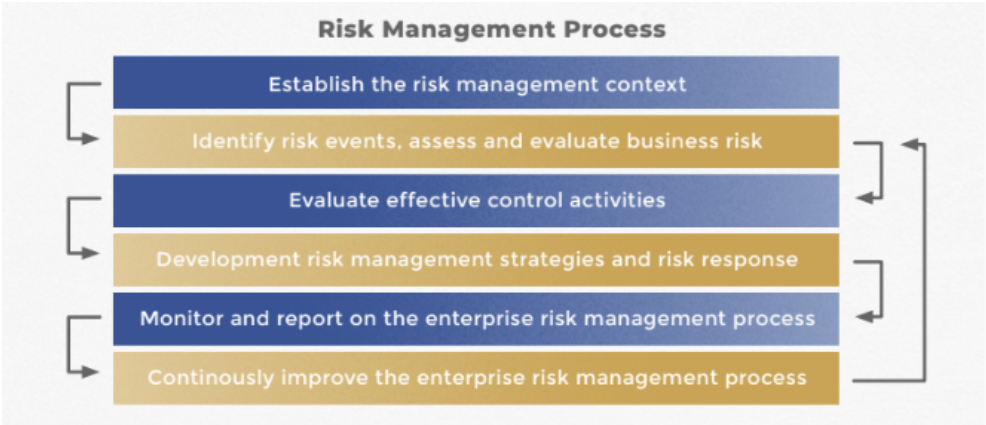 Risk Management Process
Establish the risk management context
Identify risk events, assess and evaluate business risk
Evaluate effective control activities
Development risk management strategies and risk response
Monitor and report on the enterprise risk management process
Continously improve the enterprise risk management process